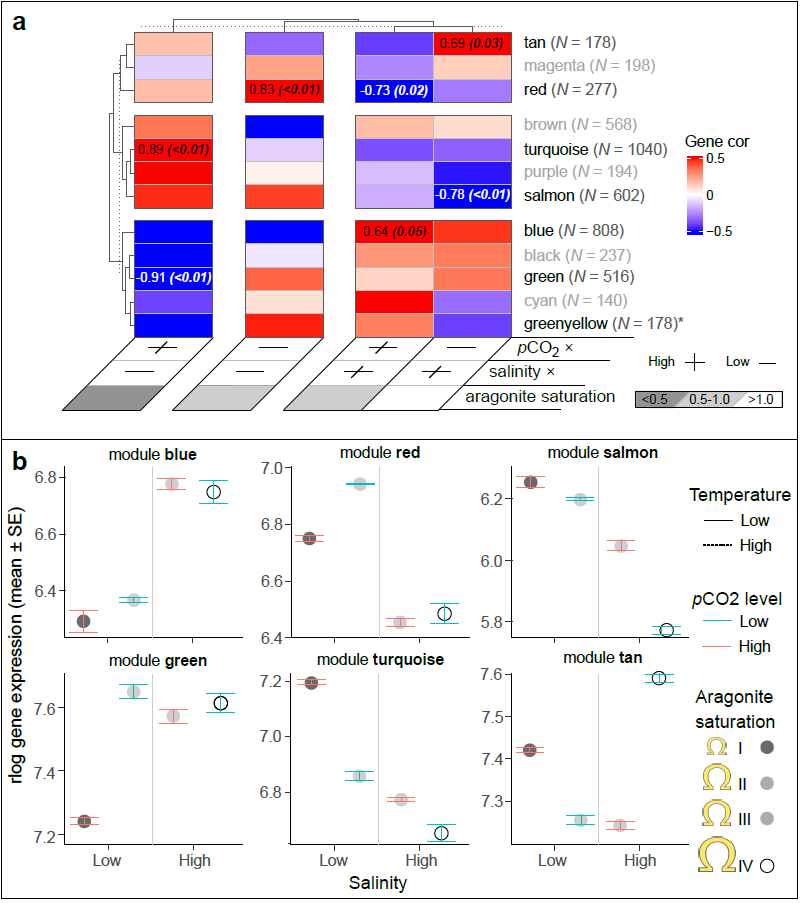 a
0.69 (0.03)
tan (N = 178)
magenta (N = 198)
0.83 (<0.01)
-0.73 (0.02)
red (N = 277)
brown (N = 568)
0.89 (<0.01)
turquoise (N = 1040)
purple (N = 194)
-0.78 (<0.01)
salmon (N = 602)
0.64 (0.05)
blue (N = 808)
black (N = 237)
-0.91 (<0.01)
green (N = 516)
cyan (N = 140)
greenyellow (N = 178)*
Gene cor
0.5
0
−0.5
pCO2 ×
salinity ×
aragonite saturation
High
Low
<0.5 0.5-1.0 >1.0
b
module blue
module red
module salmon
6.8
6.6
6.4
7.0
6.8
6.6
6.4
6.2
6.0
5.8
module green
module turquoise
module tan
7.6
7.4
7.2
7.2
7.0
6.8
7.6
7.5
7.4
7.3
Low High
Low High
Low High
Salinity
rlog gene expression (mean ± SE)
Temperature
Low
High
pCO2 level
Low
High
Aragonite
saturation
Ω I
Ω II
Ω III
Ω IV